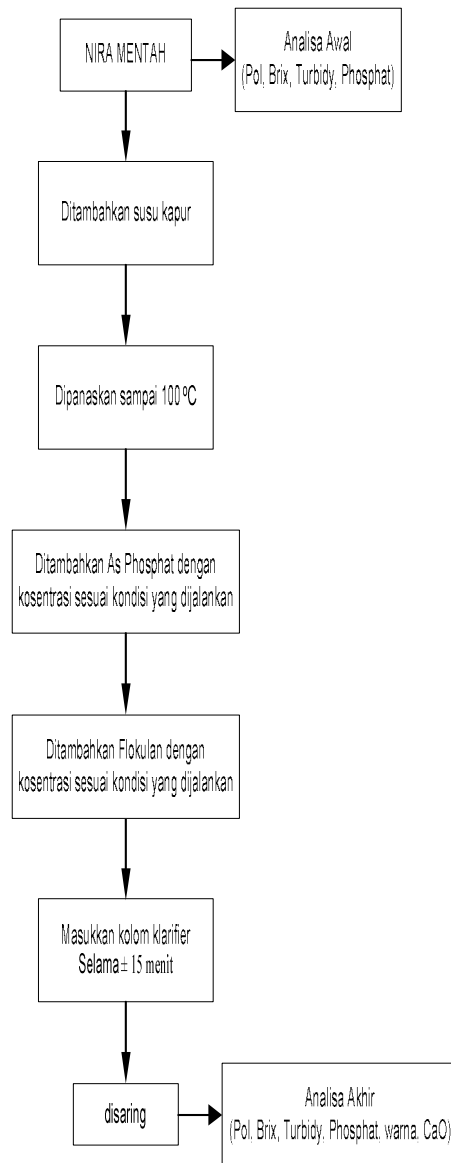 NIRA MENTAH
Analisa Awal
(Pol, Brix, Turbidy, Phosphat)
Ditambahkan susu kapur
Dipanaskan sampai 100 ºC
Ditambahkan As Phosphat dengan
kosentrasi sesuai kondisi yang dijalankan
Ditambahkan Flokulan dengan
kosentrasi sesuai kondisi yang dijalankan
Masukkan kolom klarifier
Selama ± 15 menit
disaring
Analisa Akhir
(Pol, Brix, Turbidy, Phosphat, warna, CaO)